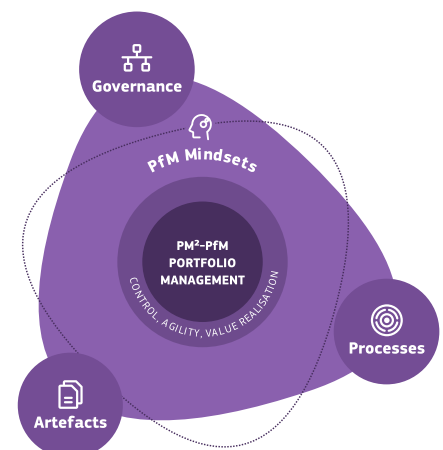 Governance
PfM Mindsets
PM²-PfM
PORTFOLIO
MANAGEMENT
CONTROL, AGILITY, VALUE REALISATION
Processes
Artefacts